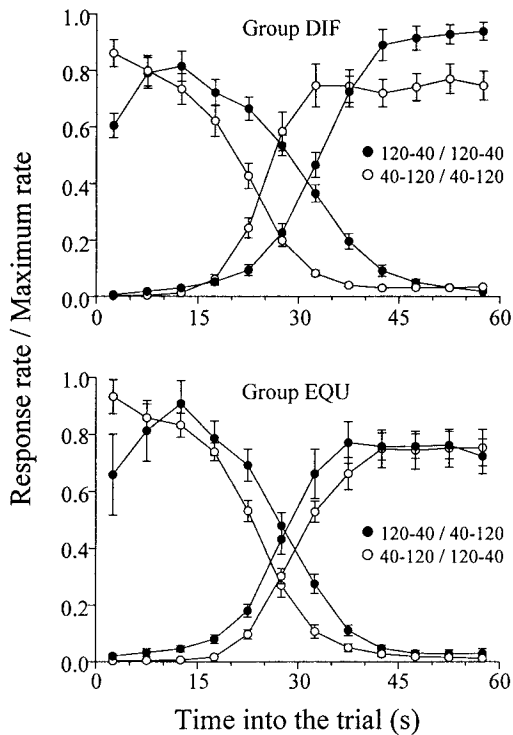 Response rate / Maximum rate
Group DIF
1.0
0.8
0.6
0.4
0.2
0.0
120-40 / 120-40
40-120 / 40-120
0
15
30
45
60
Group EQU
1.0
0.8
0.6
0.4
0.2
0.0
120-40 / 40-120
40-120 / 120-40
0
15
30
45
60
Time into the trial (s)